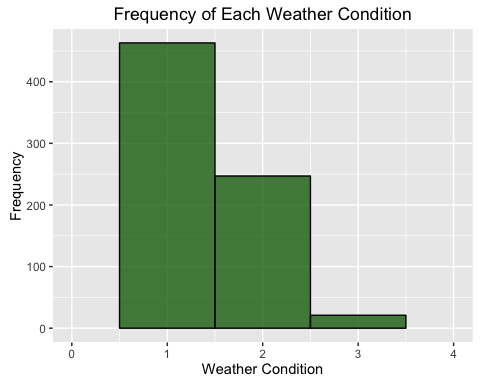 Frequency of Each Weather Condition
Frequency
400
300
200
100
0
0 1 2 3 4
Weather Condition